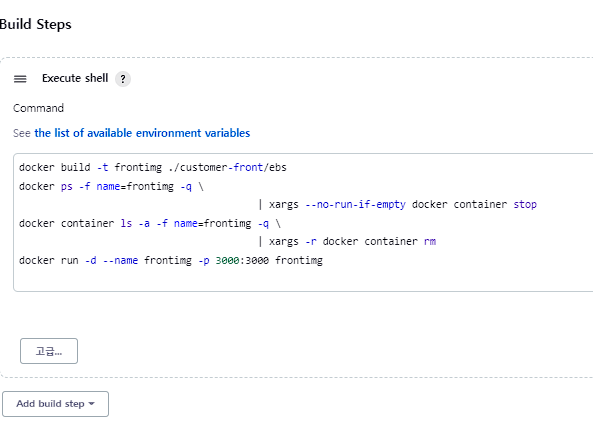 Build Steps
Execute shell ?
Command
See the list of available environment variables
docker build -t frontimg ./customer-front/ebs
docker ps -f name=frontimg -q \
| xargs --no-run-if-empty docker container stop
docker container ls -a -f name=frontimg -q \
| xargs -r docker container rm
docker run -d --name frontimg -p 3000:3000 frontimg
고급...
Add build step